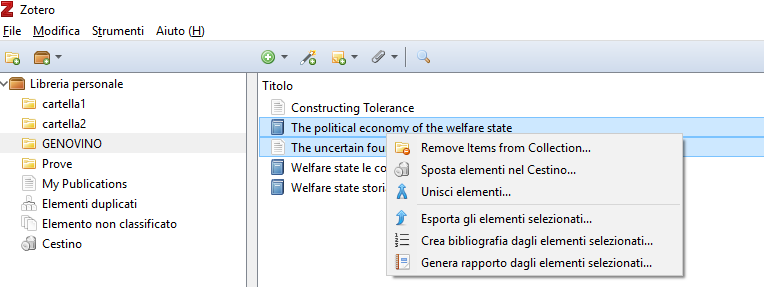 Zotero
File Modifica Strumenti Aiuto (H)
Libreria personale
cartella1
cartella2
GENOVINO
Prove
My Publications
Elementi duplicati
Elemento non classificato
Cestino
Titolo
Constructing Tolerance
The political economy of the welfare state
The uncertain fou
Welfare state le co
Welfare state stori
Remove Items from Collection...
Sposta elementi nel Cestino...
Unisci elementi...
Esporta gli elementi selezionati...
Crea bibliografia dagli elementi selezionati...
Genera rapporto dagli elementi selezionati...